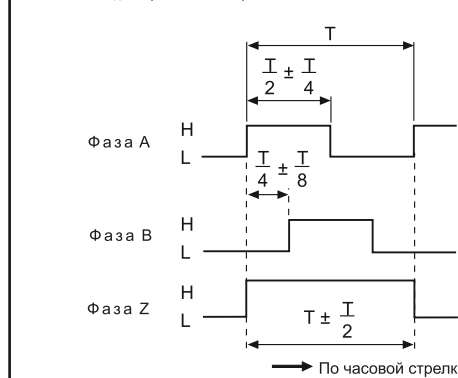 T
T/2 ± T/4
Фаза A H
L
T/4 ± T/8
Фаза B H
L
Фаза Z H
L
T ± T/2
По часовой стрелк